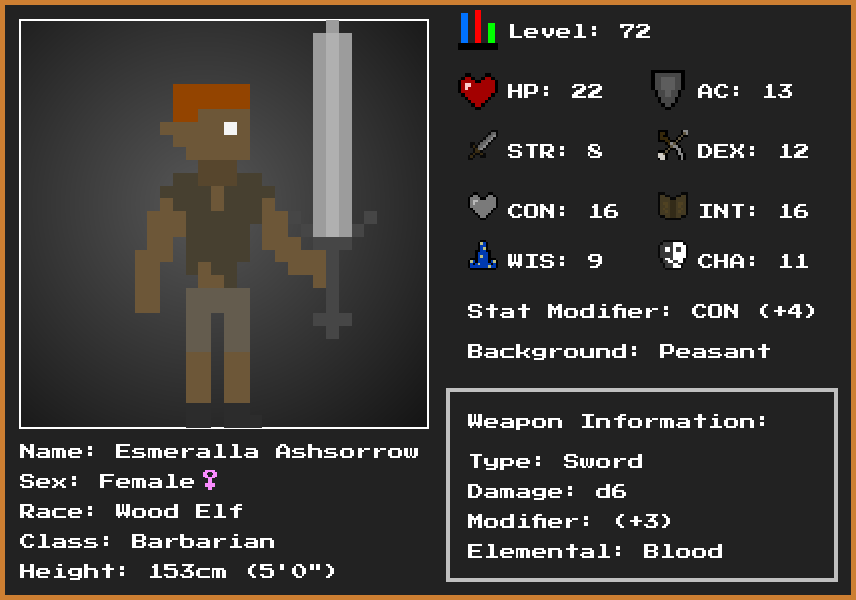 Level: 72
HP: 22
AC: 13
STR: 8
DEX: 12
CON: 16
INT: 16
WIS: 9
CHA: 11
Stat Modifier: CON (+4)
Background: Peasant
Weapon Information:
Type: Sword
Damage: d6
Modifier: (+3)
Elemental: Blood
Name: Esmeralla Ashsorrow
Sex: Female♀
Race: Wood Elf
Class: Barbarian
Height: 153cm (5'0")